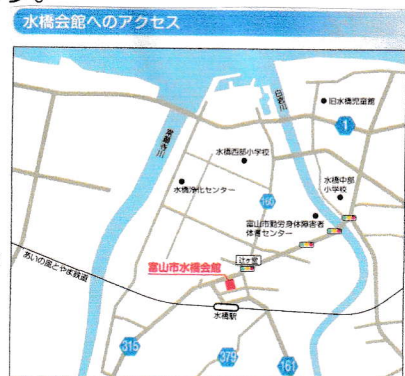 う。
水橋会館へのアクセス
常願寺川
白岩川
旧水橋児童館
1
水橋西部小学校
水橋浄化センター
水橋中部
小学校
160
富山市勤労身体障害者
体育センター
辻ヶ堂
あいの風とやま鉄道
富山市水橋会館
水橋駅
315
379
161